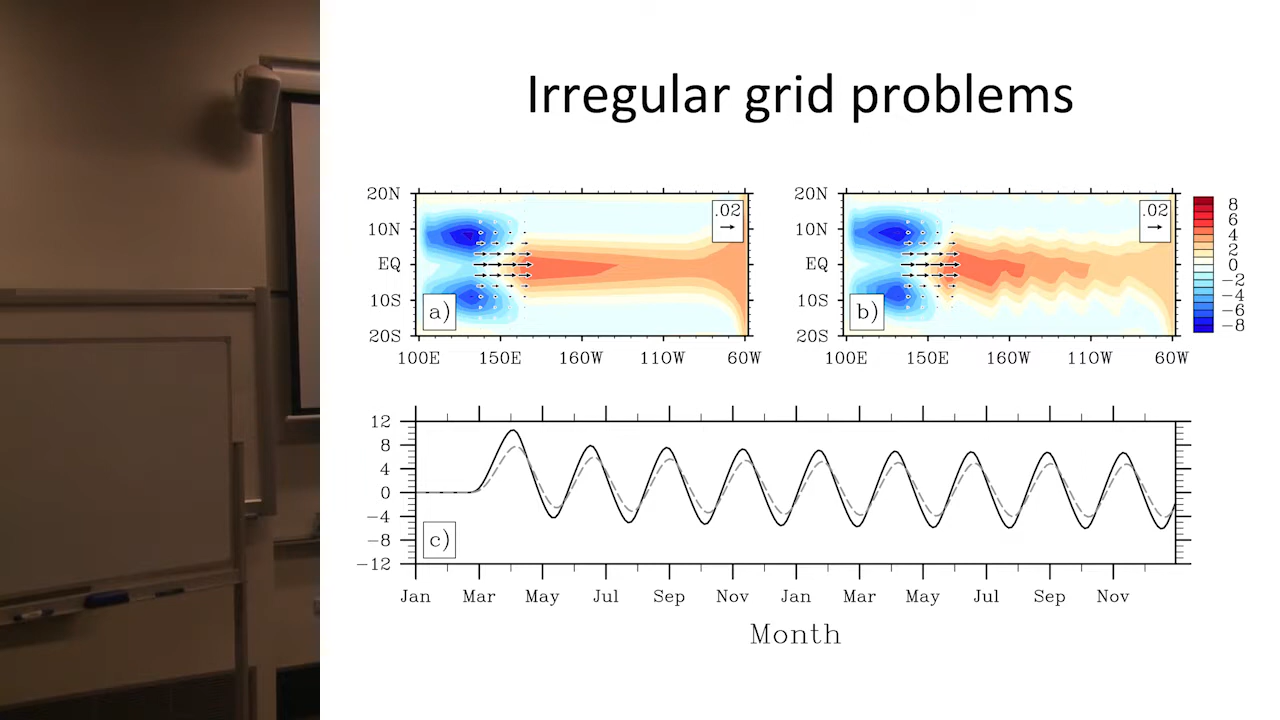 Irregular grid problems
20N
10N
EQ
10S
20S
.02
a)
100E 150E 160W 110W 60W
20N
10N
EQ
10S
20S
.02
b)
100E 150E 160W 110W 60W
8
6
4
2
0
−2
−4
−6
−8
12
8
4
0
−4
−8
−12
c)
Jan Mar May Jul Sep Nov Jan Mar May Jul Sep Nov
Month